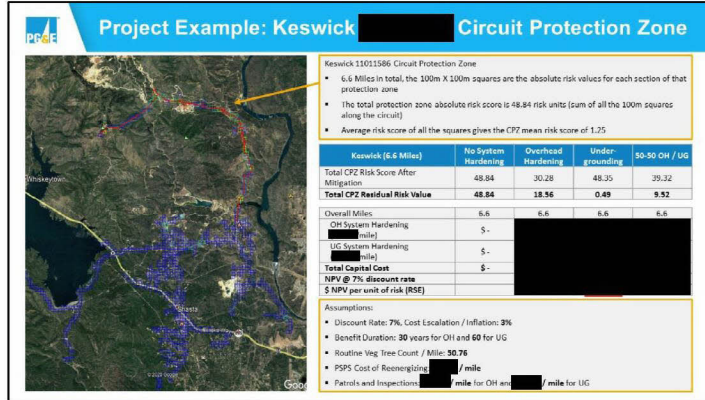 PG&E
Project Example: Keswick Circuit Protection Zone
Keswick 11011586 Circuit Protection Zone
▪ 6.6 Miles in total, the 100m X 100m squares are the absolute risk values for each section of that
protection zone
▪ The total protection zone absolute risk is 48.84 risk units (sum of all the 100m squares
along the circuit)
▪ Average risk score of all the squares gives the CPZ mean risk of 1.25
Keswick (6.6 Miles) No System Hardening Overhead Hardening Under-grounding 50-50 OH / UG
Total CPZ Risk Score After Mitigation 48.84 30.28 48.35 39.32
Total CPZ Residual Risk Value 48.84 18.56 0.49 9.52
Overall Miles 6.6 6.6 6.6 6.6
OH System Hardening
mile) $ -
UG System Hardening
mile) $ -
Total Capital Cost $ -
NPV @ 7% discount rate
$ NPV per unit of risk (RSE)
Assumptions:
▪ Discount Rate: 7%, Cost Escalation / Inflation: 3%
▪ Benefit Duration: 30 years for OH and 60 for UG
▪ Routine Veg Tree Count / Mile: 50.76
▪ PSPS Cost of Reenergizing: / mile
▪ Patrols and Inspections: / mile for OH and / mile for UG
Whiskeytown
Shasta